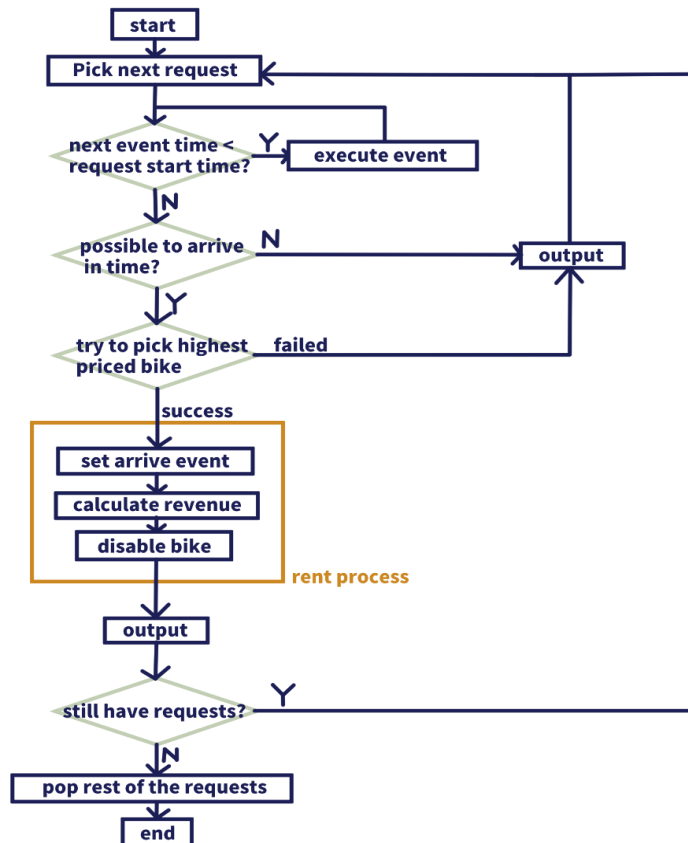 start
Pick next request
next event time <
request start time?
Y
execute event
N
possible to arrive
in time?
N
output
Y
try to pick highest
priced bike
failed
success
set arrive event
calculate revenue
disable bike
rent process
output
still have requests?
Y
N
pop rest of the requests
end